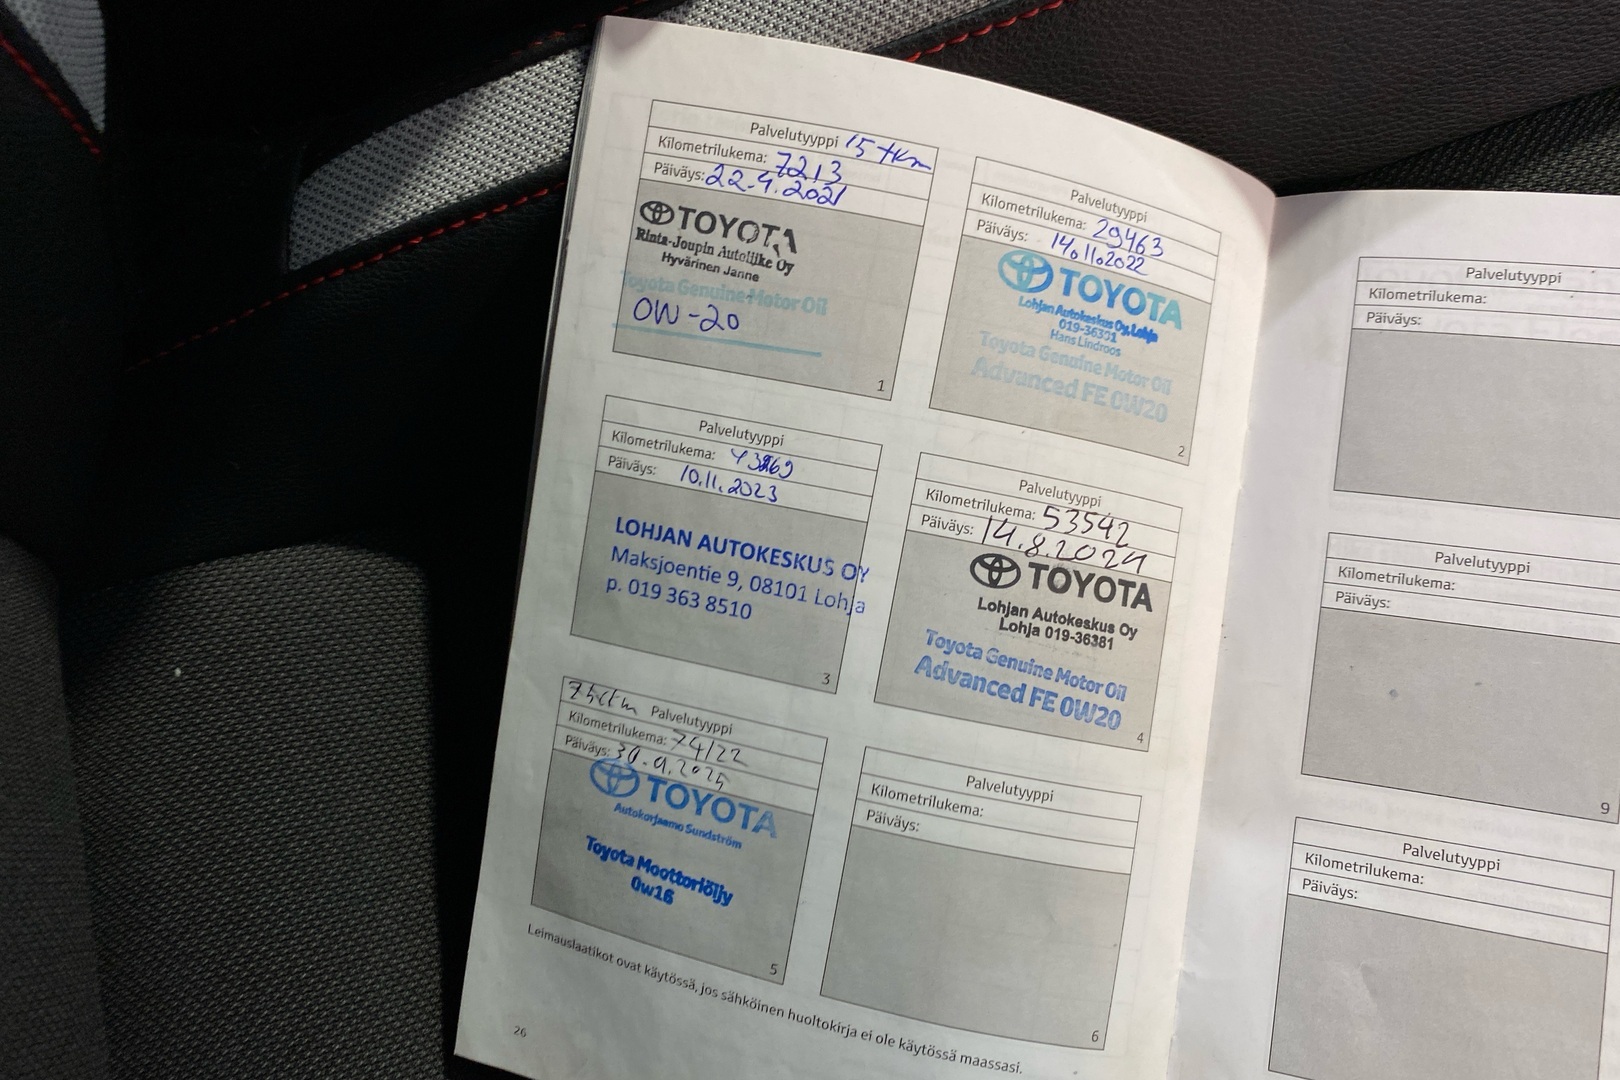 Palvelutyyppi 15 tkm
Kilometrilukema: 7213
Päiväys: 22.4.2021
TOYOTA
Rinta-Joupin Autoliike Oy
Hyvärinen Janne
Toyota Genuine Motor Oil
0W-20
1
Palvelutyyppi
Kilometrilukema: 29463
Päiväys: 14.11.2022
TOYOTA
Lohjan Autokeskus Oy, Lohja
019-36381
Hans Lindroos
Toyota Genuine Motor Oil
Advanced FE 0W20
2
Palvelutyyppi
Kilometrilukema:
Päiväys: 10.11.2023
LOHJAN AUTOKESKUS OY
Maksjoentie 9, 08101 Lohja
p. 019 363 8510
3
Palvelutyyppi
Kilometrilukema: 53542
Päiväys: 14.8.2024
TOYOTA
Lohjan Autokeskus Oy
Lohja 019-36381
Toyota Genuine Motor Oil
Advanced FE 0W20
4
Palvelutyyppi
Kilometrilukema: 74122
Päiväys: 30.9.2025
TOYOTA
Autokorjaamo Sundström
Toyota Moottoriöljy
0w16
5
Palvelutyyppi
Kilometrilukema:
Päiväys:
6
Leimauslaatikot ovat käytössä, jos sähköinen huoltokirja ei ole käytössä maassasi.
26
Palvelutyyppi
Kilometrilukema:
Päiväys:
Palvelutyyppi
Kilometrilukema:
Päiväys:
9
Palvelutyyppi
Kilometrilukema:
Päiväys: